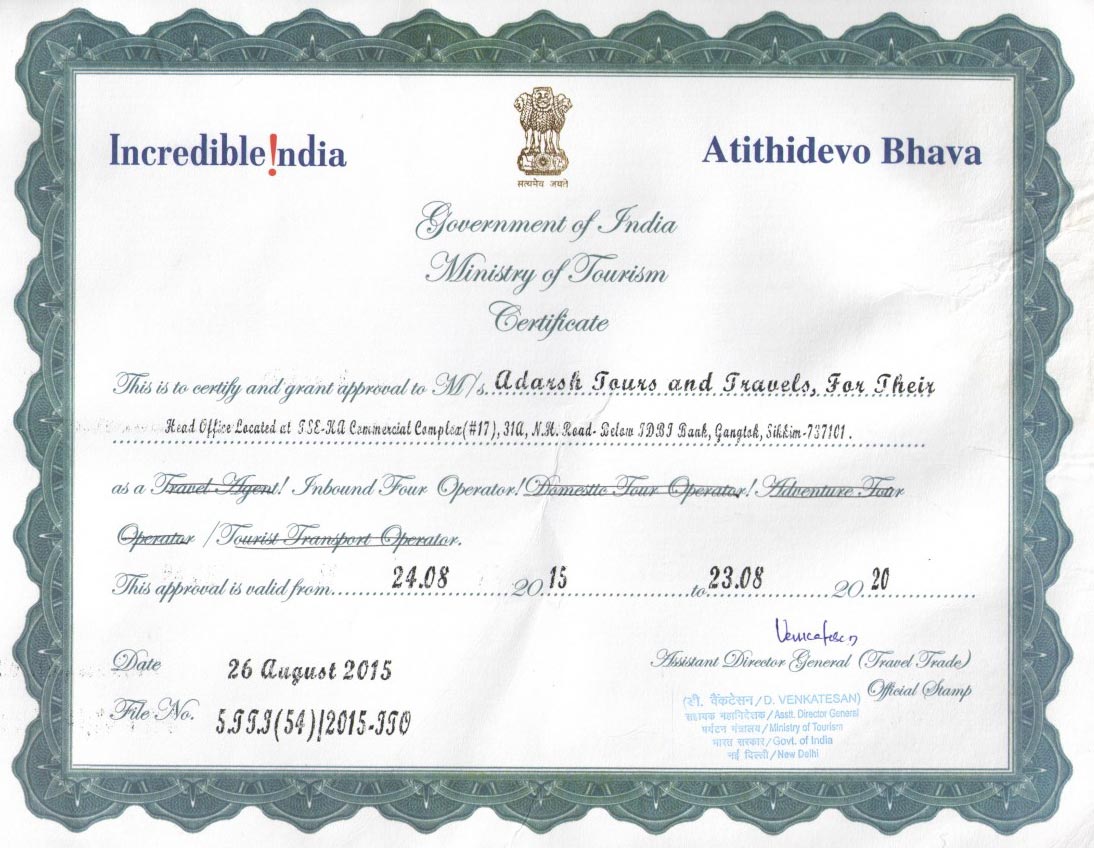 Incredible!ndia
Atithidevo Bhava
सत्यमेव जयते
Government of India
Ministry of Tourism
Certificate
This is to certify and grant approval to M/s. Adarsh Tours and Travels, For Their
Head Office Located at TSE-KA Commercial Complex(#17), 31A, N.H. Road- Below IDBI Bank, Gangtok, Sikkim-737101.
as a Travel Agent! Inbound Tour Operator! Domestic Tour Operator! Adventure Tour
Operator / Tourist Transport Operator.
This approval is valid from 24.08 2015 to 23.08 2020
Date 26 August 2015
File No. 5.TTI(54)|2015-ITO
Assistant Director General (Travel Trade)
Official Stamp
(डी. वैंकटेसन/D. VENKATESAN)
सहायक महानिदेशक/Asstt. Director General
पर्यटन मंत्रालय/Ministry of Tourism
भारत सरकार/Govt. of India
नई दिल्ली/New Delhi